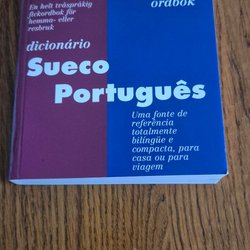 ordbok
En helt tvåspråkig
fickordbok för
hemma- eller
resbruk
dicionário
Sueco
Português
Uma fonte de
referência
totalmente
bilíngüe e
compacta, para
casa ou para
viagem